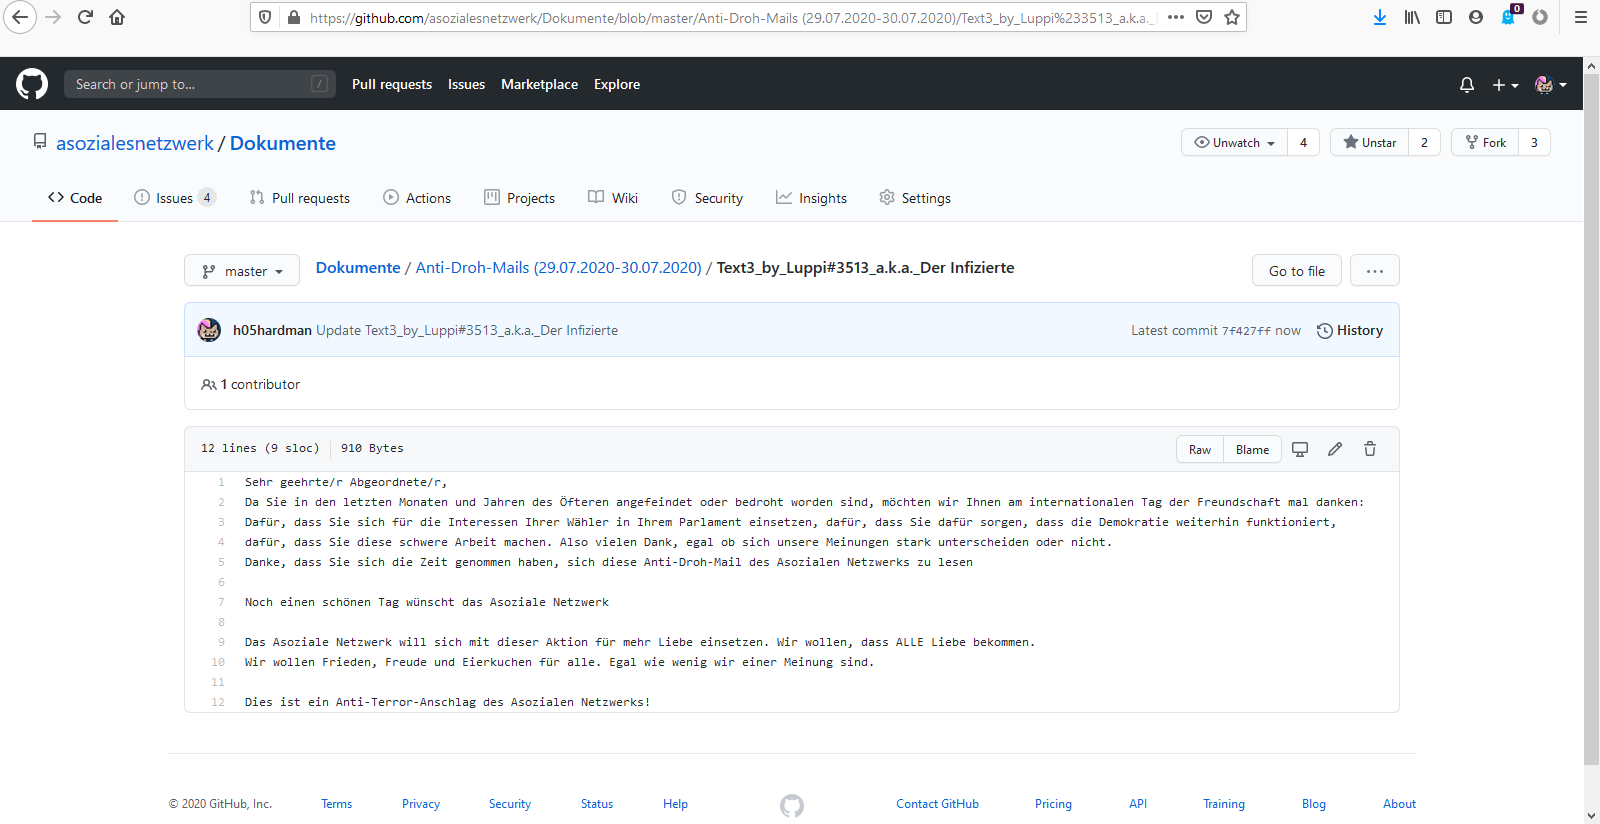 https://github.com/asozialesnetzwerk/Dokumente/blob/master/Anti-Droh-Mails (29.07.2020-30.07.2020)/Text3_by_Luppi%233513_a.k.a._
0
Search or jump to...
/
Pull requests
Issues
Marketplace
Explore
asozialesnetzwerk / Dokumente
Unwatch
4
Unstar
2
Fork
3
Code
Issues 4
Pull requests
Actions
Projects
Wiki
Security
Insights
Settings
master
Dokumente / Anti-Droh-Mails (29.07.2020-30.07.2020) / Text3_by_Luppi#3513_a.k.a._Der Infizierte
Go to file
h05hardman Update Text3_by_Luppi#3513_a.k.a._Der Infizierte
Latest commit 7f427ff now
History
1 contributor
12 lines (9 sloc)
910 Bytes
Raw
Blame
1 Sehr geehrte/r Abgeordnete/r,
2 Da Sie in den letzten Monaten und Jahren des Öfteren angefeindet oder bedroht worden sind, möchten wir Ihnen am internationalen Tag der Freundschaft mal danken:
3 Dafür, dass Sie sich für die Interessen Ihrer Wähler in Ihrem Parlament einsetzen, dafür, dass Sie dafür sorgen, dass die Demokratie weiterhin funktioniert,
4 dafür, dass Sie diese schwere Arbeit machen. Also vielen Dank, egal ob sich unsere Meinungen stark unterscheiden oder nicht.
5 Danke, dass Sie sich die Zeit genommen haben, sich diese Anti-Droh-Mail des Asozialen Netzwerks zu lesen
6
7 Noch einen schönen Tag wünscht das Asoziale Netzwerk
8
9 Das Asoziale Netzwerk will sich mit dieser Aktion für mehr Liebe einsetzen. Wir wollen, dass ALLE Liebe bekommen.
10 Wir wollen Frieden, Freude und Eierkuchen für alle. Egal wie wenig wir einer Meinung sind.
11
12 Dies ist ein Anti-Terror-Anschlag des Asozialen Netzwerks!
© 2020 GitHub, Inc.
Terms
Privacy
Security
Status
Help
Contact GitHub
Pricing
API
Training
Blog
About